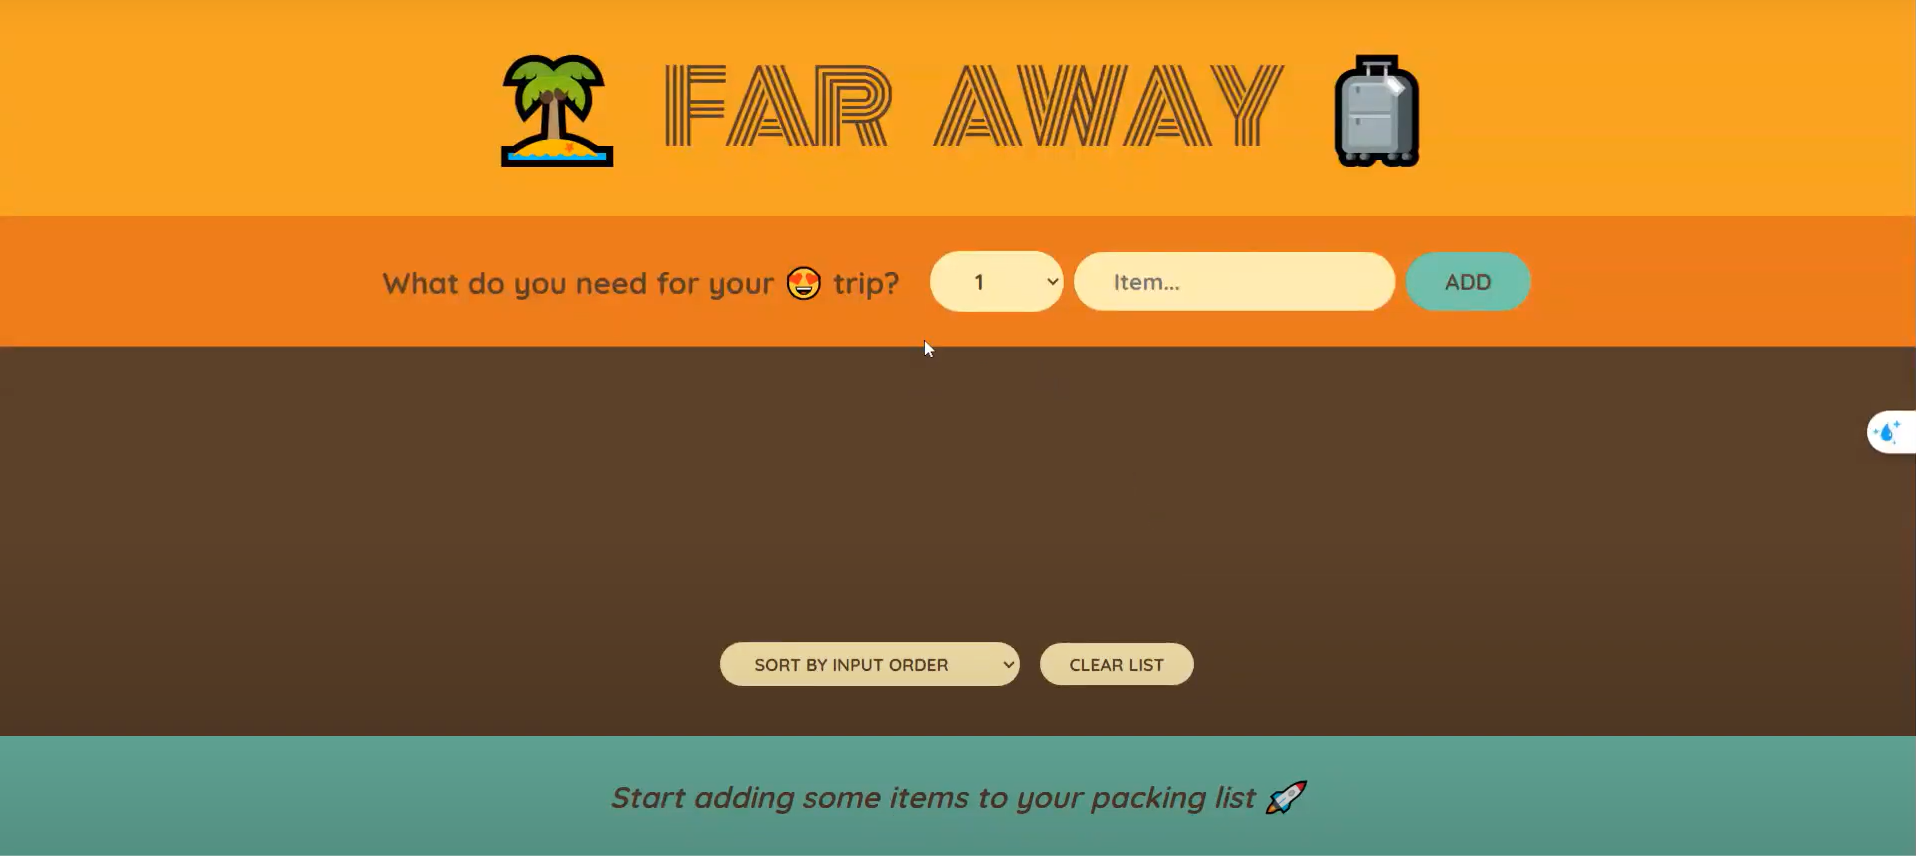 FAR AWAY
What do you need for your 😍 trip? 1 Item... ADD
SORT BY INPUT ORDER CLEAR LIST
Start adding some items to your packing list 🚀